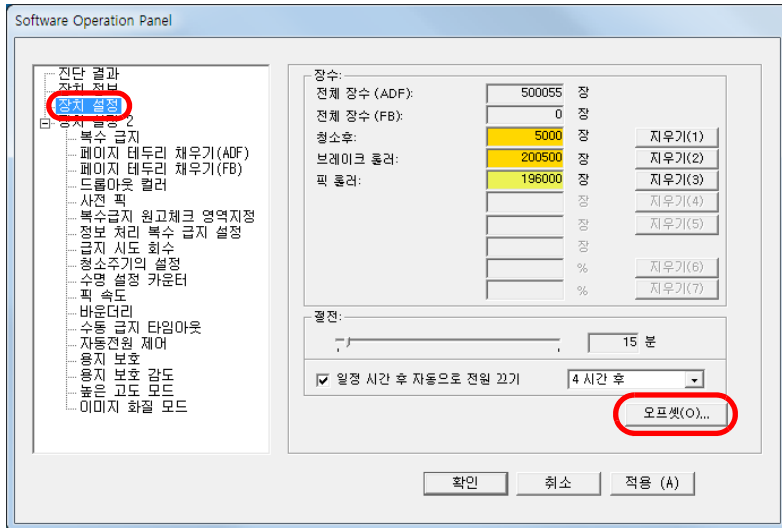 Software Operation Panel
진단 결과
장치 정보
장치 설정
장치 설정 2
복수 급지
페이지 테두리 채우기(ADF)
페이지 테두리 채우기(FB)
드롭아웃 컬러
사전 픽
복수급지 원고체크 영역지정
정보 처리 복수 급지 설정
급지 시도 회수
청소주기의 설정
수명 설정 카운터
픽 속도
바운더리
수동 급지 타임아웃
자동전원 제어
용지 보호
용지 보호 감도
높은 고도 모드
이미지 화질 모드
장수:
전체 장수 (ADF): 500055 장
전체 장수 (FB): 0 장
청소후: 5000 장 지우기(1)
브레이크 롤러: 200500 장 지우기(2)
픽 롤러: 196000 장 지우기(3)
장 지우기(4)
장 지우기(5)
장
% 지우기(6)
% 지우기(7)
절전:
15 분
일정 시간 후 자동으로 전원 끄기 4 시간 후
오프셋(O)...
확인 취소 적용 (A)